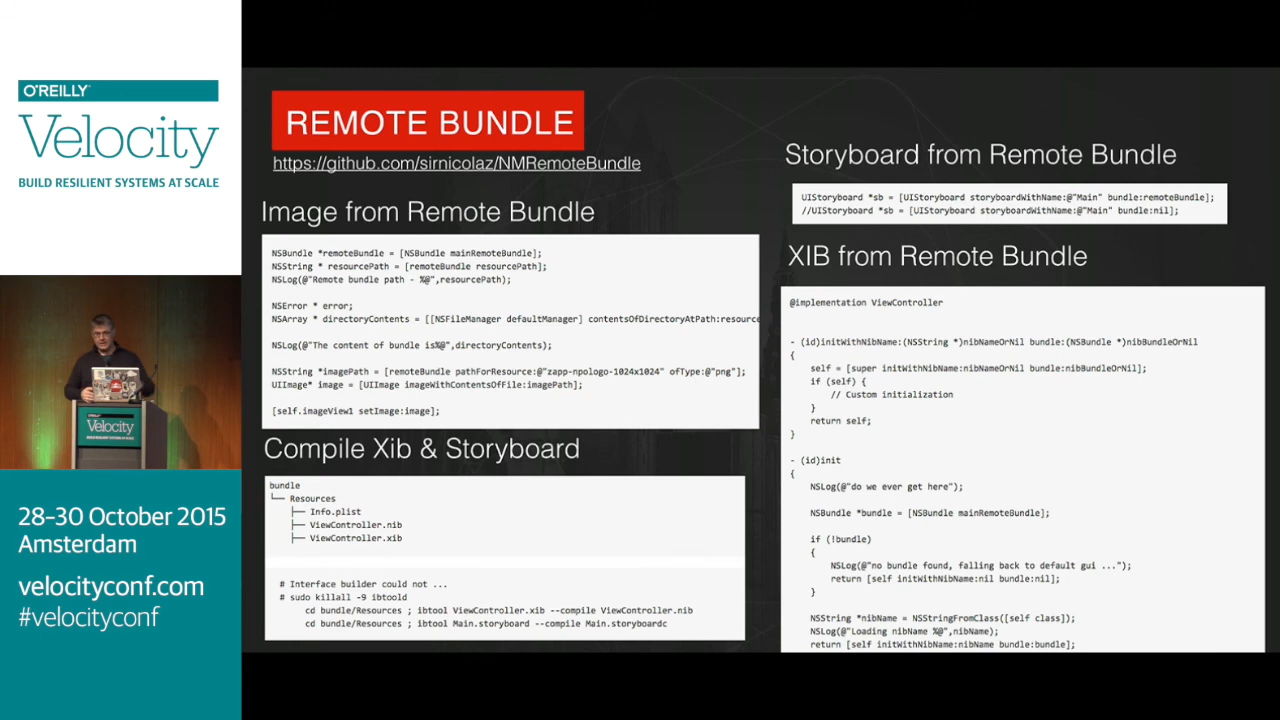 O'REILLY
Velocity
BUILD RESILIENT SYSTEMS AT SCALE
Velocity
BUILD RESILIENT SYSTEMS AT SCALE
28–30 October 2015
Amsterdam
velocityconf.com
#velocityconf
REMOTE BUNDLE
https://github.com/sirnicolaz/NMRemoteBundle
Image from Remote Bundle
NSBundle *remoteBundle = [NSBundle mainRemoteBundle];
NSString * resourcePath = [remoteBundle resourcePath];
NSLog(@"Remote bundle path - %@",resourcePath);
NSError * error;
NSArray * directoryContents = [[NSFileManager defaultManager] contentsOfDirectoryAtPath:resource
NSLog(@"The content of bundle is%@",directoryContents);
NSString *imagePath = [remoteBundle pathForResource:@"zapp-npologo-1024x1024" ofType:@"png"];
UIImage* image = [UIImage imageWithContentsOfFile:imagePath];
[self.imageView1 setImage:image];
Compile Xib & Storyboard
bundle
└── Resources
├── Info.plist
├── ViewController.nib
├── ViewController.xib
# Interface builder could not ...
# sudo killall -9 ibtoold
cd bundle/Resources ; ibtool ViewController.xib --compile ViewController.nib
cd bundle/Resources ; ibtool Main.storyboard --compile Main.storyboardc
Storyboard from Remote Bundle
UIStoryboard *sb = [UIStoryboard storyboardWithName:@"Main" bundle:remoteBundle];
//UIStoryboard *sb = [UIStoryboard storyboardWithName:@"Main" bundle:nil];
XIB from Remote Bundle
@implementation ViewController
- (id)initWithNibName:(NSString *)nibNameOrNil bundle:(NSBundle *)nibBundleOrNil
{
self = [super initWithNibName:nibNameOrNil bundle:nibBundleOrNil];
if (self) {
// Custom initialization
}
return self;
}
- (id)init
{
NSLog(@"do we ever get here");
NSBundle *bundle = [NSBundle mainRemoteBundle];
if (!bundle)
{
NSLog(@"no bundle found, falling back to default gui ...");
return [self initWithNibName:nil bundle:nil];
}
NSString *nibName = NSStringFromClass([self class]);
NSLog(@"Loading nibName %@",nibName);
return [self initWithNibName:nibName bundle:bundle];